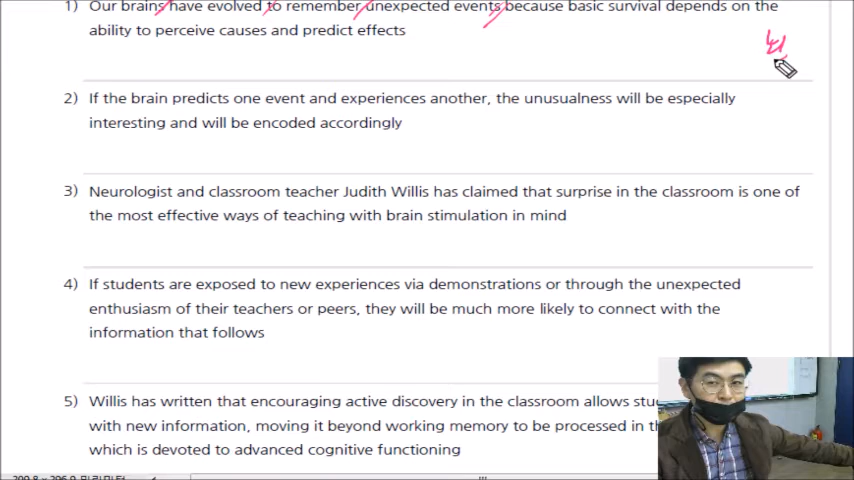 1) Our brains have evolved to remember unexpected events because basic survival depends on the
ability to perceive causes and predict effects
2) If the brain predicts one event and experiences another, the unusualness will be especially
interesting and will be encoded accordingly
3) Neurologist and classroom teacher Judith Willis has claimed that surprise in the classroom is one of
the most effective ways of teaching with brain stimulation in mind
4) If students are exposed to new experiences via demonstrations or through the unexpected
enthusiasm of their teachers or peers, they will be much more likely to connect with the
information that follows
5) Willis has written that encouraging active discovery in the classroom allows
with new information, moving it beyond working memory to be processed in
which is devoted to advanced cognitive functioning